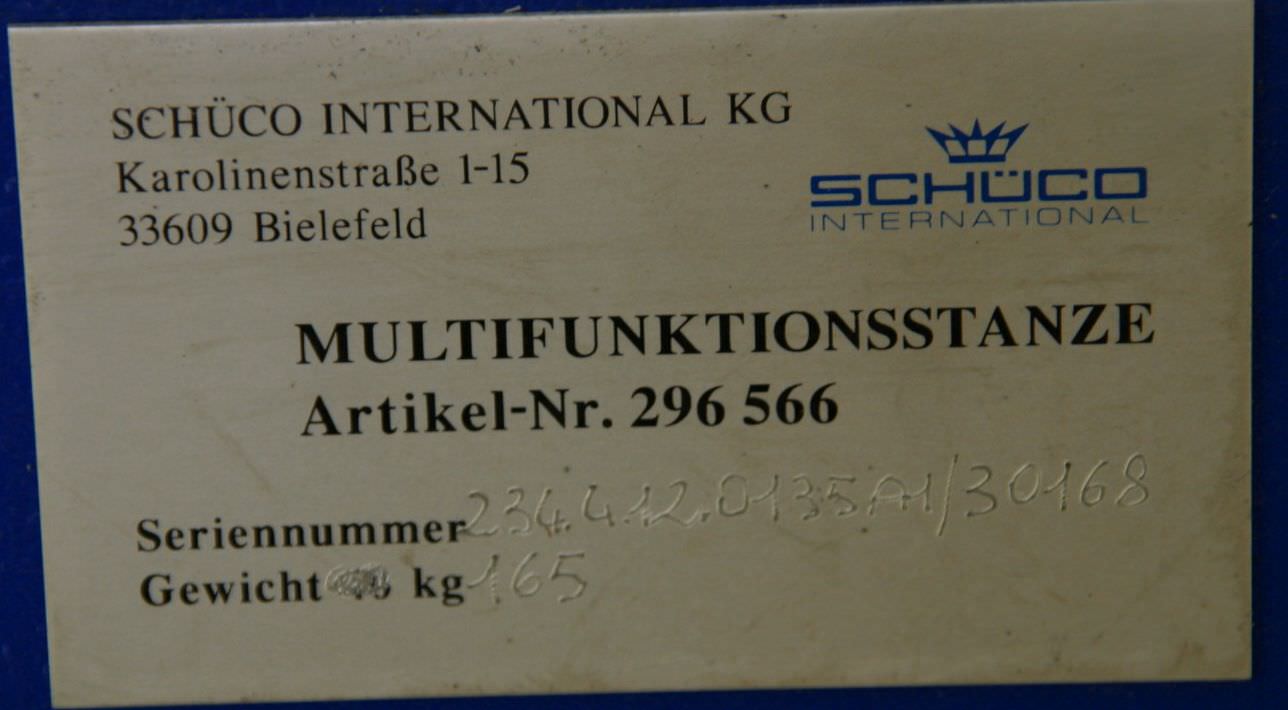 SCHÜCO INTERNATIONAL KG
Karolinenstraße 1-15
33609 Bielefeld
SCHÜCO
INTERNATIONAL
MULTIFUNKTIONSSTANZE
Artikel-Nr. 296 566
Seriennummer 234.4.12.0135A1/30168
Gewicht kg 165